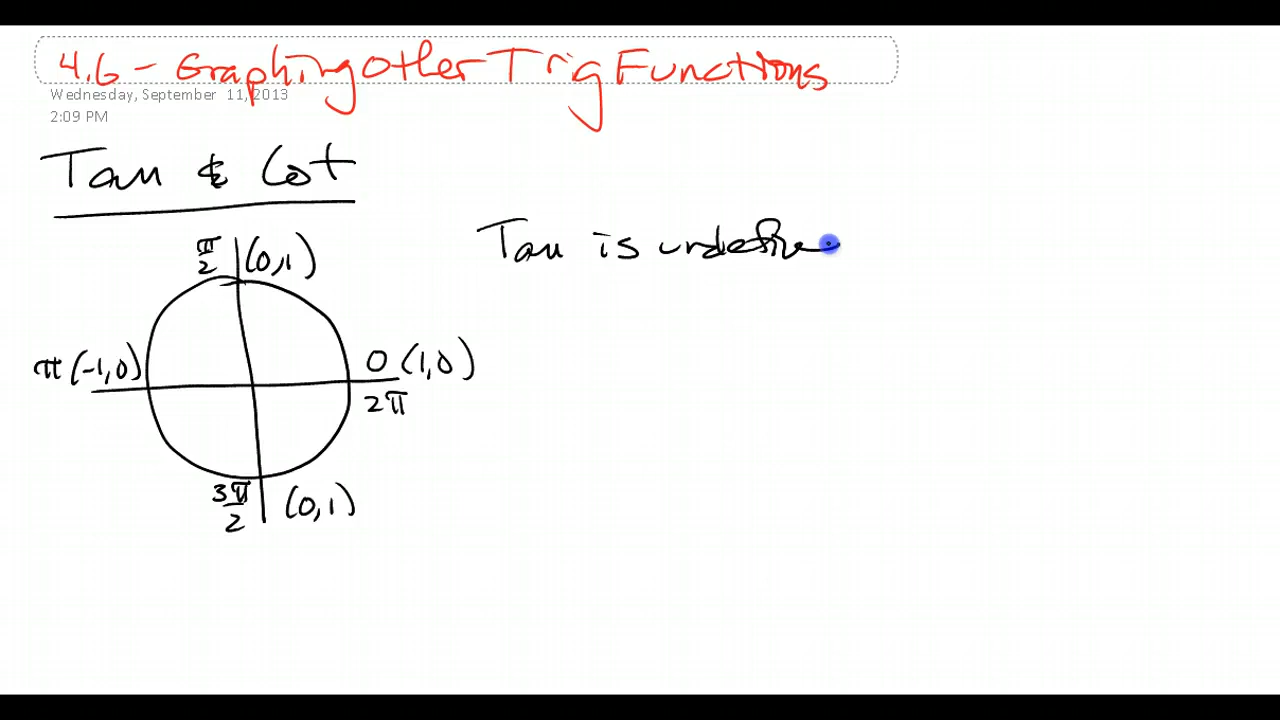 4.6 - Graphing Other Trig Functions
Wednesday, September 11, 2013
2:09 PM
Tan & Cot
π/2 (0,1)
Tan is undefine
π (-1,0)
0 (1,0)
2π
3π/2 (0,1)